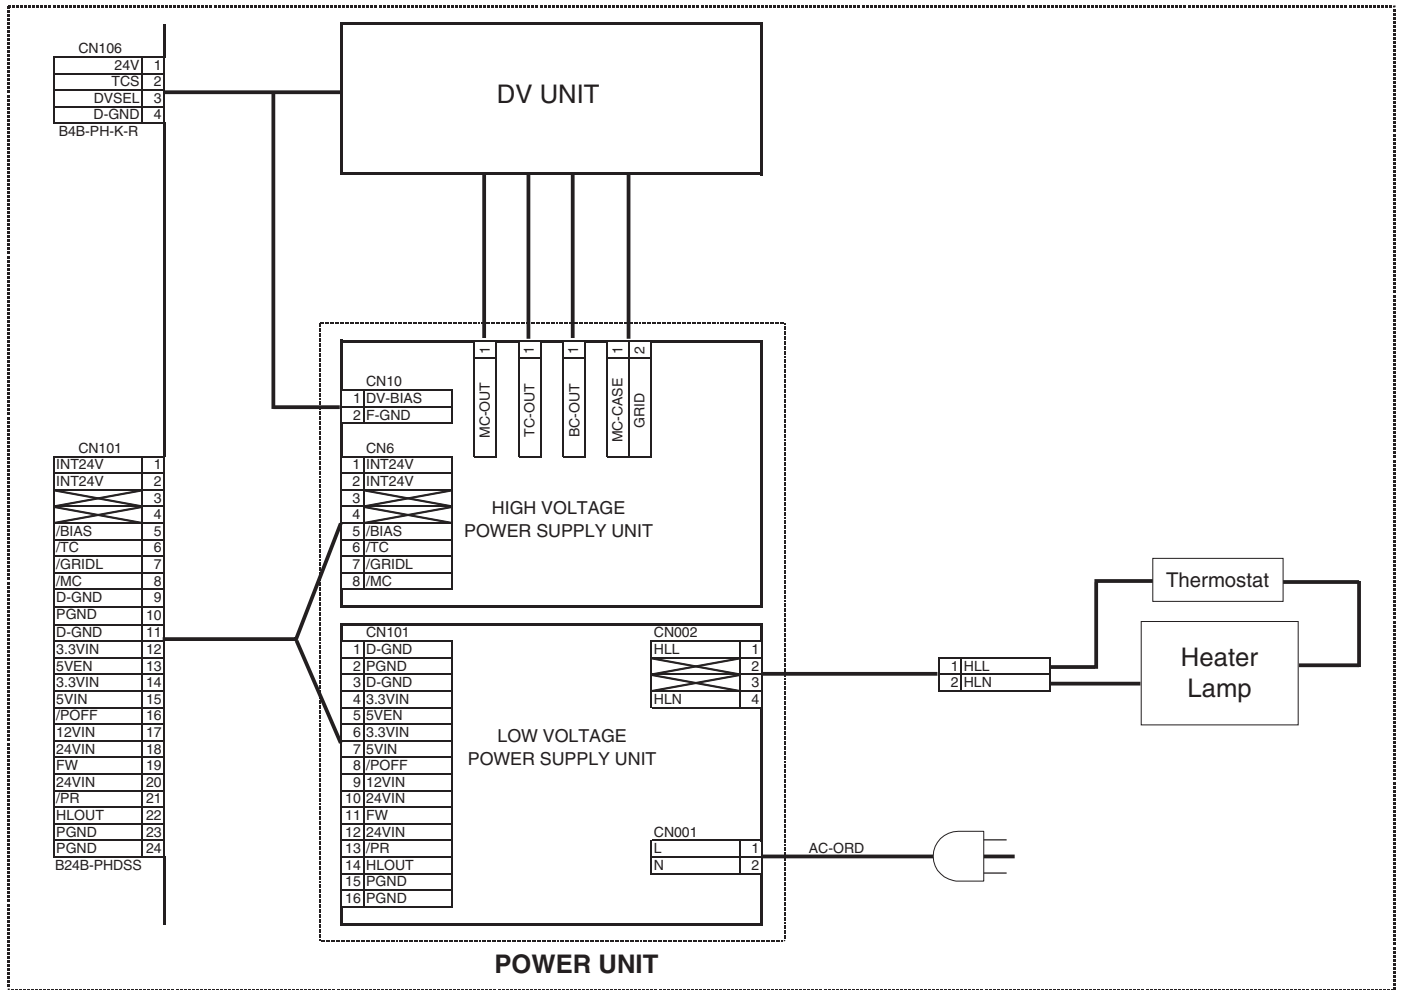 CN106
24V 1
TCS 2
DVSEL 3
D-GND 4
B4B-PH-K-R
DV UNIT
CN101
INT24V 1
INT24V 2
3
4
/BIAS 5
/TC 6
/GRIDL 7
/MC 8
D-GND 9
PGND 10
D-GND 11
3.3VIN 12
5VEN 13
3.3VIN 14
5VIN 15
/POFF 16
12VIN 17
24VIN 18
FW 19
24VIN 20
/PR 21
HLOUT 22
PGND 23
PGND 24
B24B-PHDSS
1 MC-OUT
1 TC-OUT
1 BC-OUT
1 MC-CASE
2 GRID
CN10
1 DV-BIAS
2 F-GND
CN6
1 INT24V
2 INT24V
3
4
5 /BIAS
6 /TC
7 /GRIDL
8 /MC
HIGH VOLTAGE
POWER SUPPLY UNIT
CN101
1 D-GND
2 PGND
3 D-GND
4 3.3VIN
5 5VEN
6 3.3VIN
7 5VIN
8 /POFF
9 12VIN
10 24VIN
11 FW
12 24VIN
13 /PR
14 HLOUT
15 PGND
16 PGND
LOW VOLTAGE
POWER SUPPLY UNIT
CN002
HLL 1
2
3
HLN 4
CN001
L 1
N 2
AC-ORD
1 HLL
2 HLN
Thermostat
Heater
Lamp
POWER UNIT